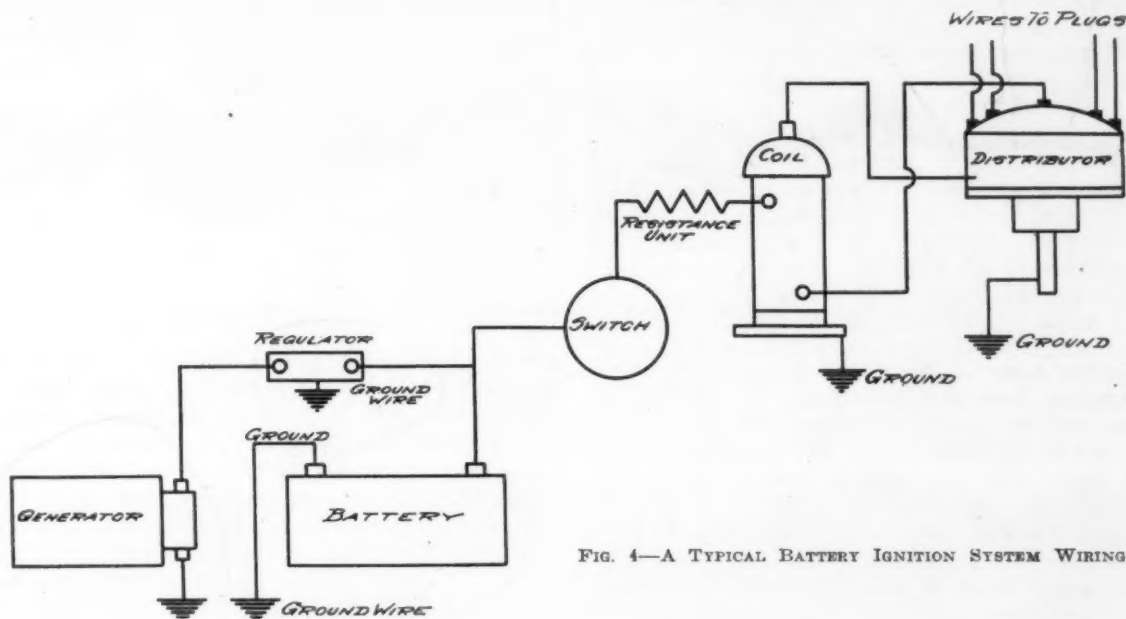 WIRES TO PLUGS
COIL
DISTRIBUTOR
RESISTANCE
UNIT
SWITCH
GROUND
REGULATOR
GROUND
GROUND
WIRE
GROUND
GENERATOR
BATTERY
FIG. 4—A TYPICAL BATTERY IGNITION SYSTEM WIRING
GROUND WIRE